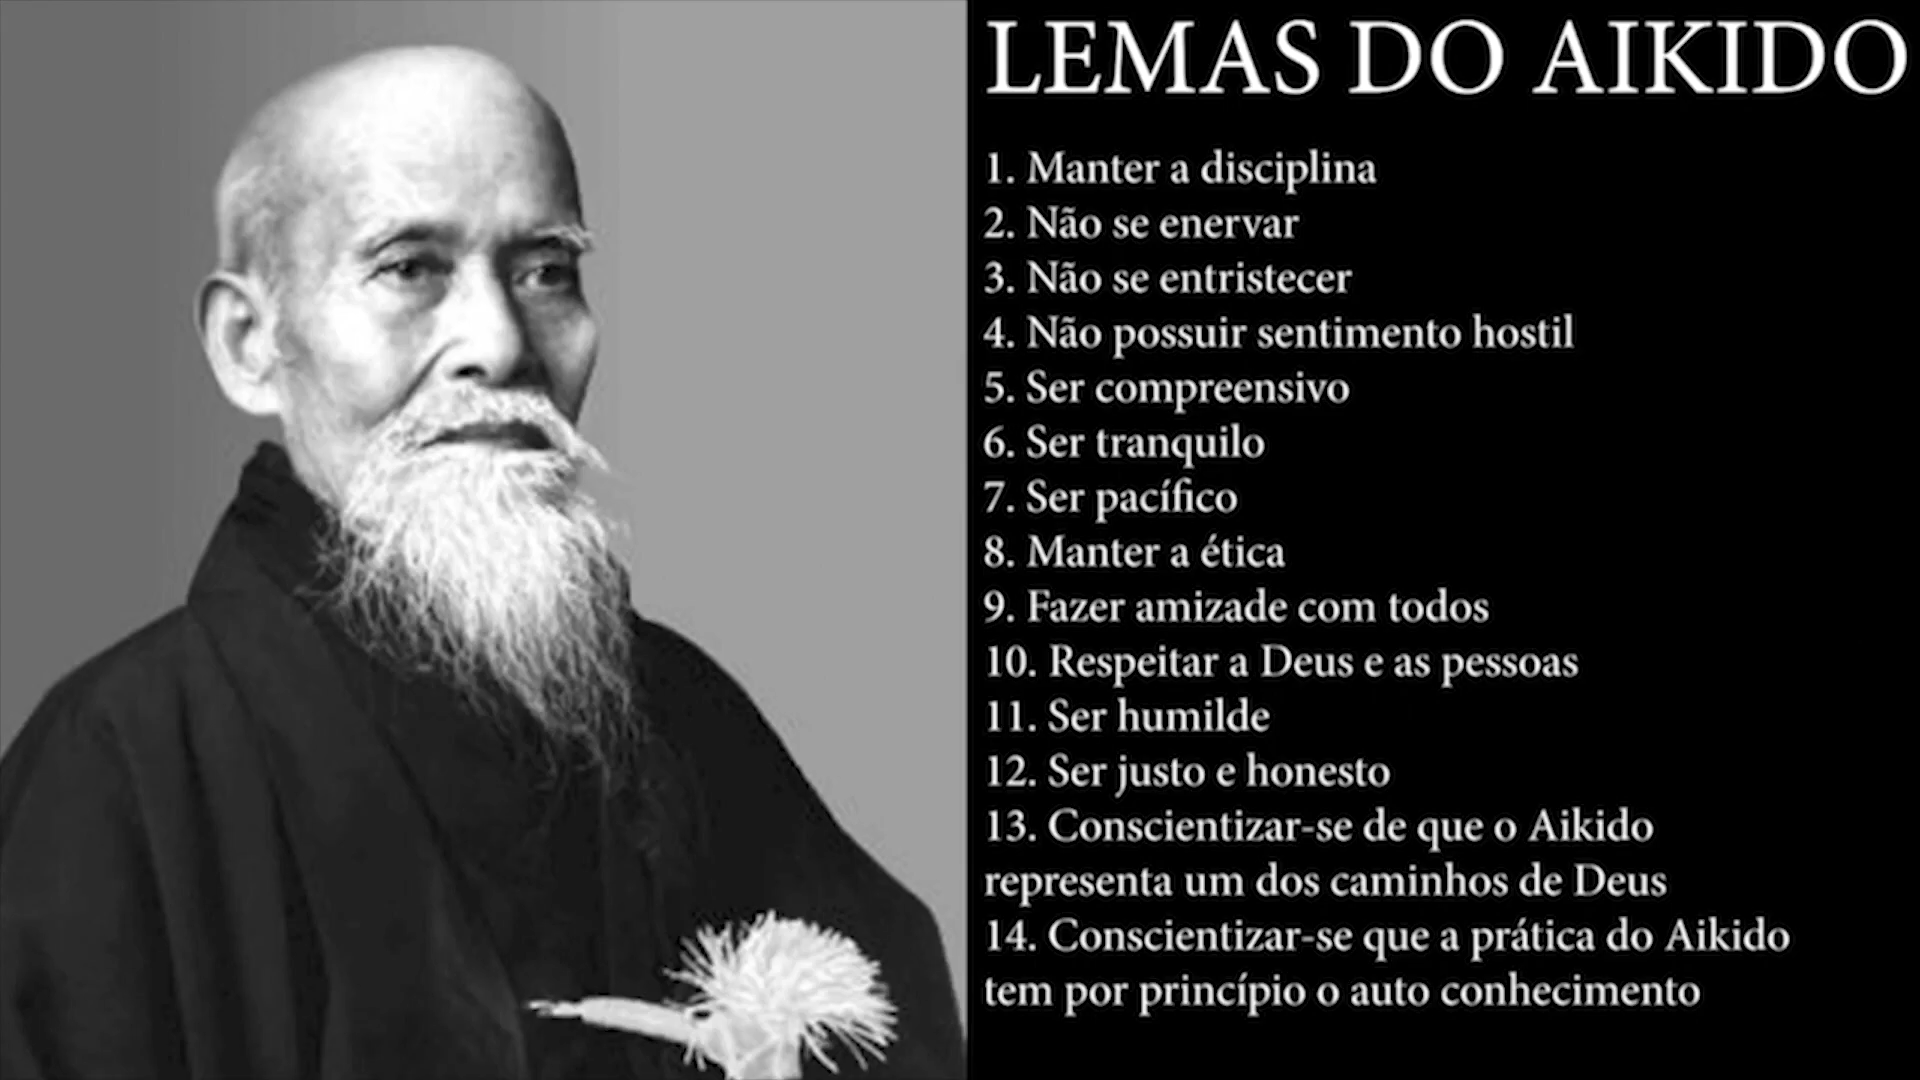 LEMAS DO AIKIDO
1. Manter a disciplina
2. Não se enervar
3. Não se entristecer
4. Não possuir sentimento hostil
5. Ser compreensivo
6. Ser tranquilo
7. Ser pacífico
8. Manter a ética
9. Fazer amizade com todos
10. Respeitar a Deus e as pessoas
11. Ser humilde
12. Ser justo e honesto
13. Conscientizar-se de que o Aikido
representa um dos caminhos de Deus
14. Conscientizar-se que a prática do Aikido
tem por princípio o auto conhecimento